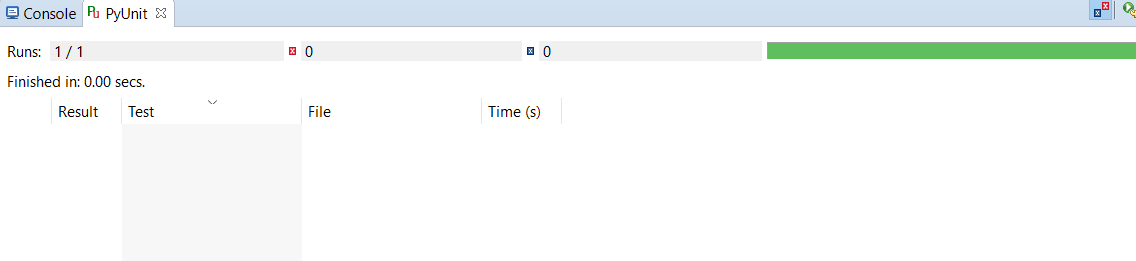 Console PyUnit
Runs: 1 / 1 0 0
Finished in: 0.00 secs.
Result Test File Time (s)